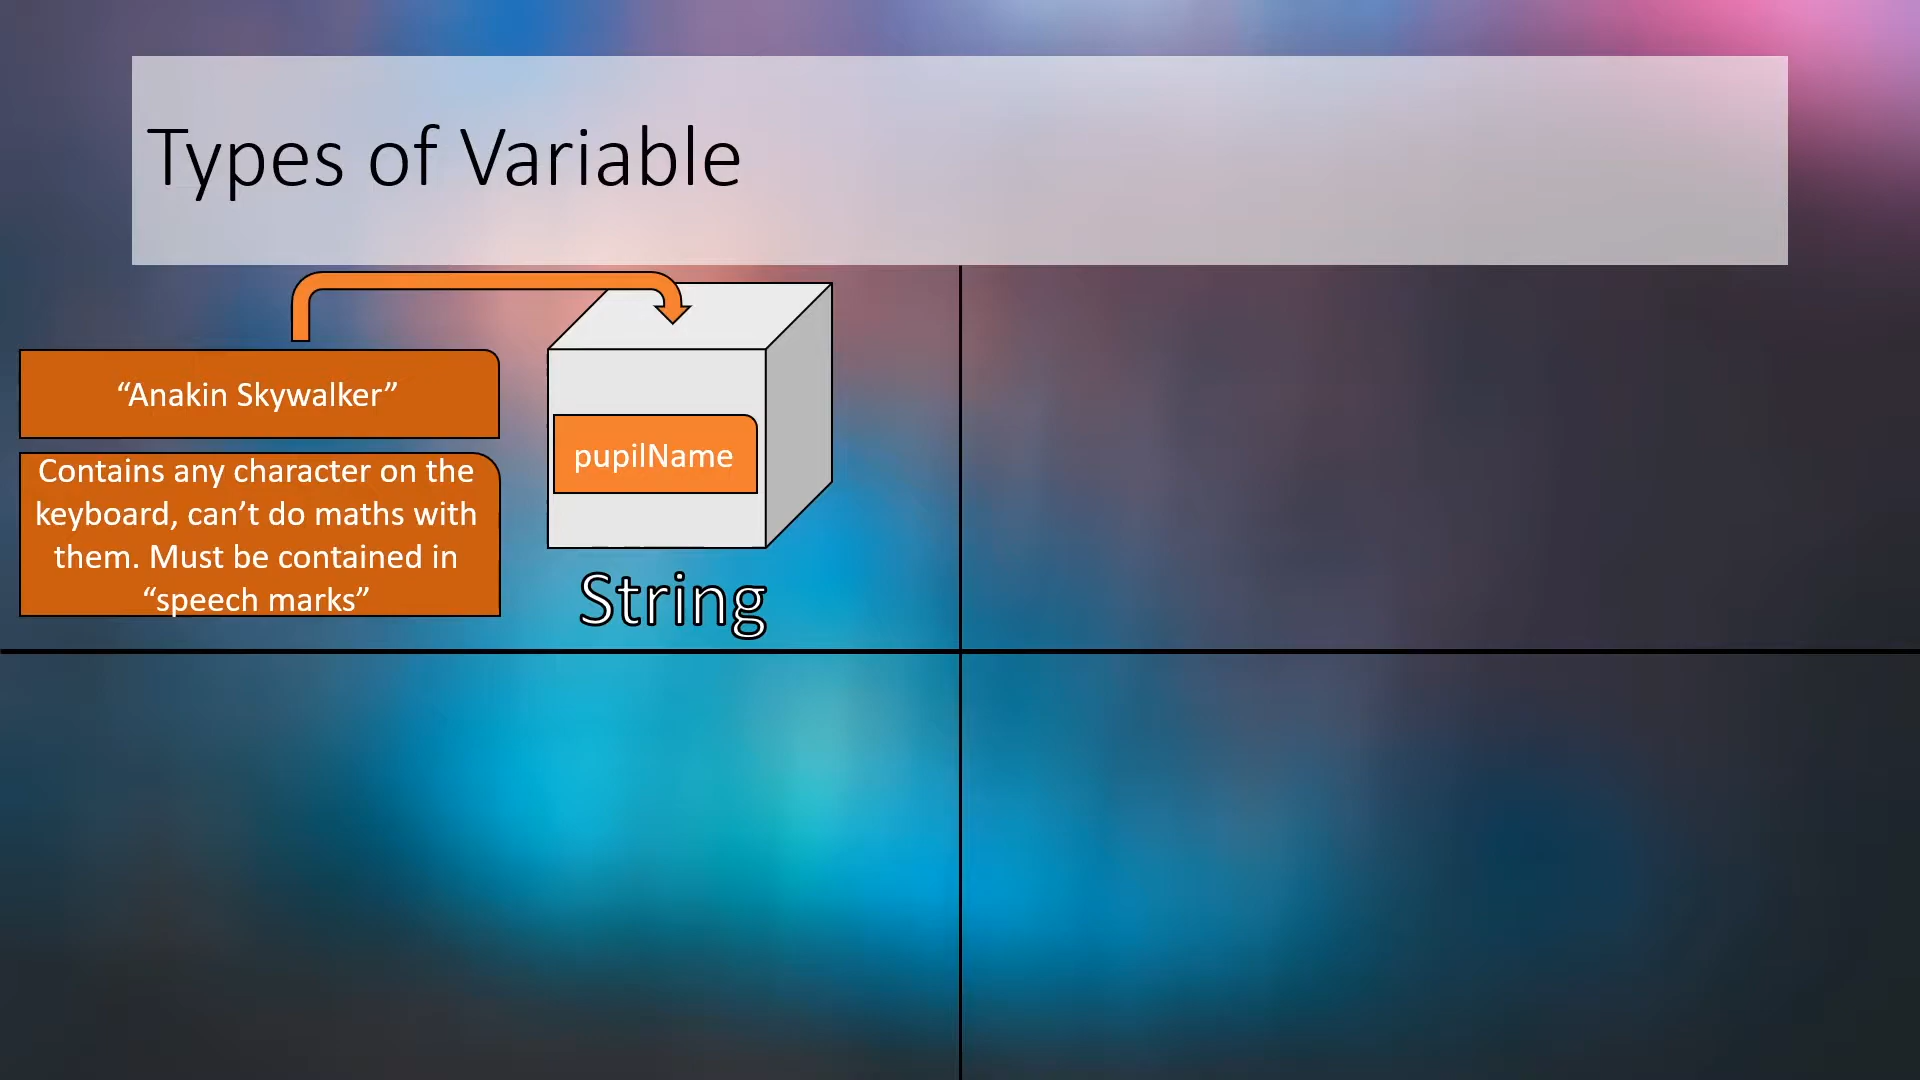 Types of Variable
“Anakin Skywalker”
pupilName
Contains any character on the
keyboard, can’t do maths with
them. Must be contained in
“speech marks”
String